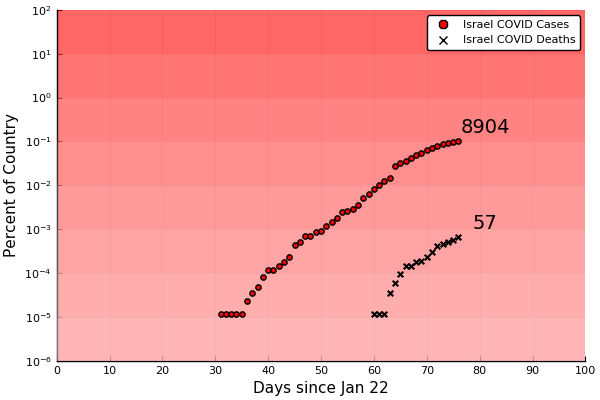 10²
Israel COVID Cases
Israel COVID Deaths
10¹
10⁰
10⁻¹
10⁻²
10⁻³
10⁻⁴
10⁻⁵
10⁻⁶
8904
57
Percent of Country
0 10 20 30 40 50 60 70 80 90 100
Days since Jan 22